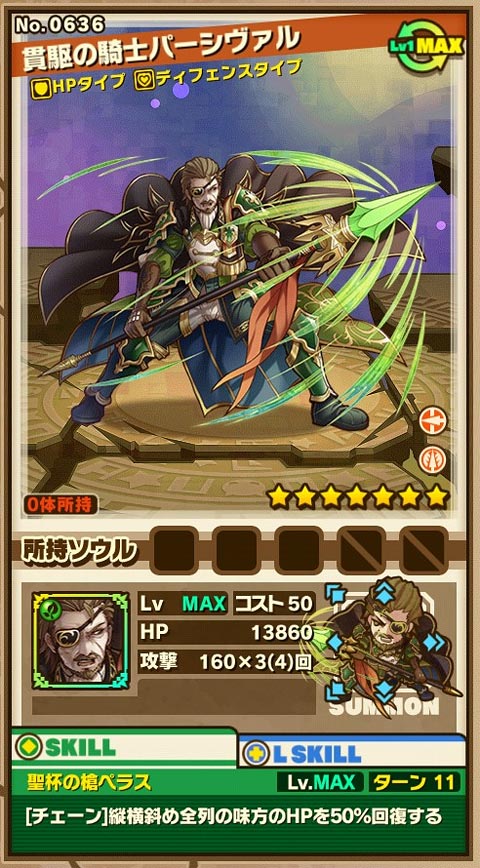 No.0636
貫駆の騎士パーシヴァル
Lv1 MAX
HPタイプ ディフェンスタイプ
0体所持
所持ソウル
Lv MAX コスト50
HP 13860
攻撃 160×3(4)回
SUMMON
SKILL
L SKILL
聖杯の槍ペラス Lv.MAX ターン 11
[チェーン]縦横斜め全列の味方のHPを50%回復する